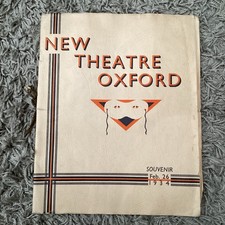 NEW
THEATRE
OXFORD
SOUVENIR
Feb. 26
1934